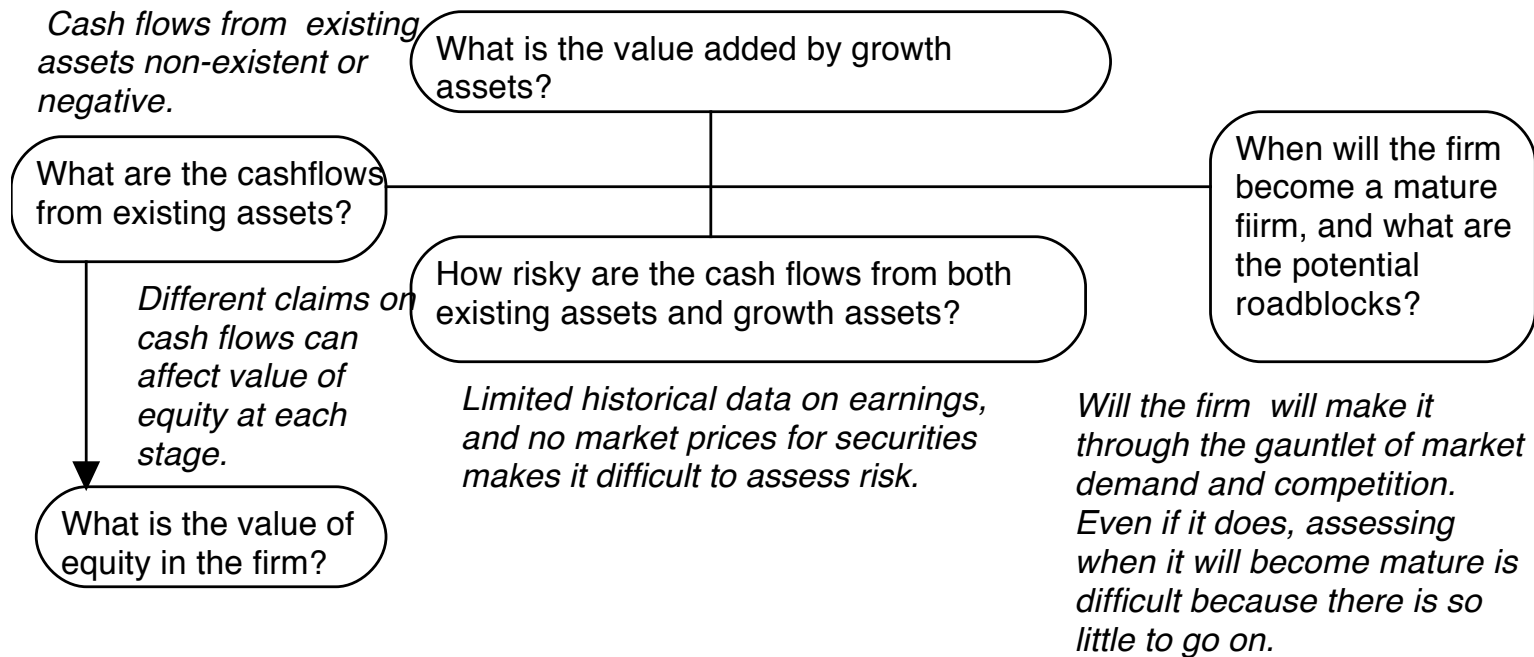 Cash flows from existing
assets non-existent or
negative.
What is the value added by growth
assets?
What are the cashflows
from existing assets?
When will the firm
become a mature
fiirm, and what are
the potential
roadblocks?
How risky are the cash flows from both
existing assets and growth assets?
Different claims on
cash flows can
affect value of
equity at each
stage.
Limited historical data on earnings,
and no market prices for securities
makes it difficult to assess risk.
Will the firm will make it
through the gauntlet of market
demand and competition.
Even if it does, assessing
when it will become mature is
difficult because there is so
little to go on.
What is the value of
equity in the firm?